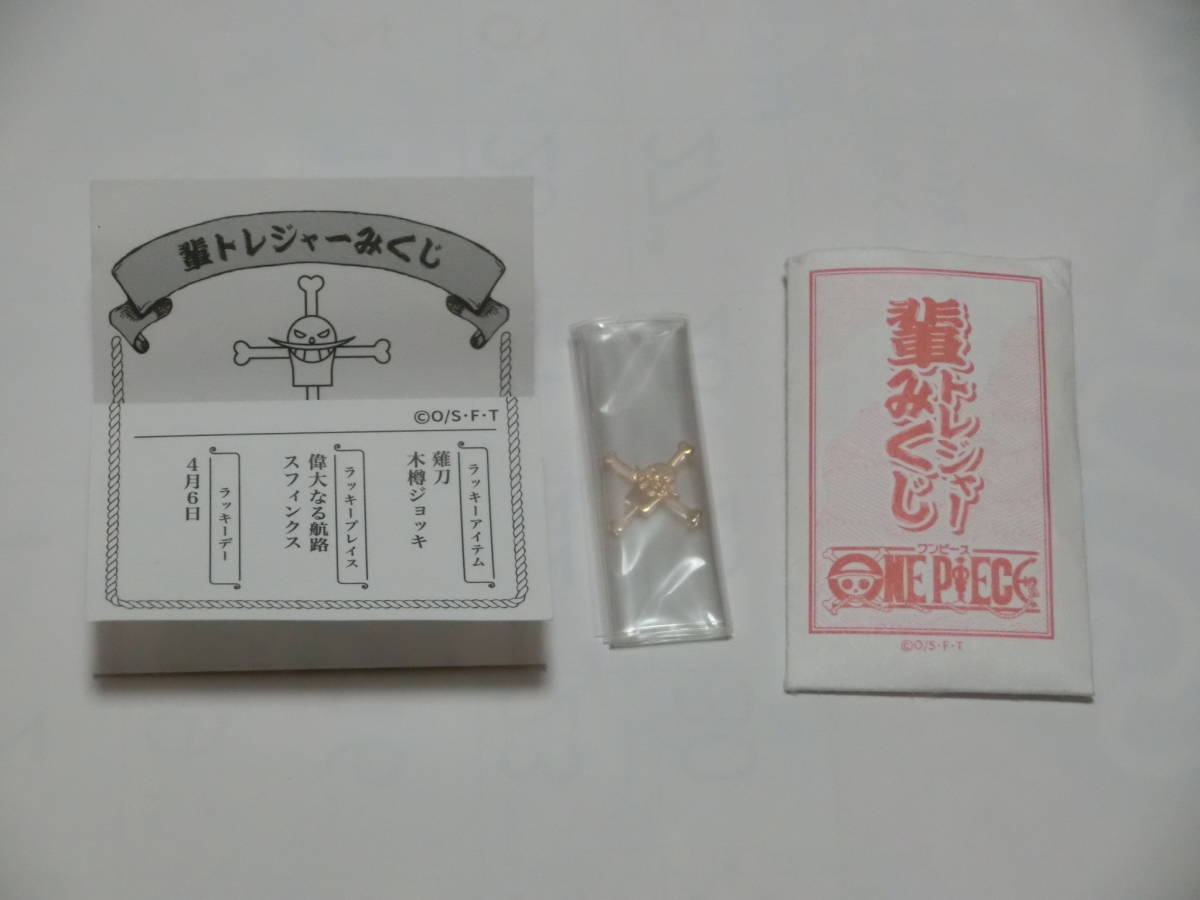 輩トレジャーみくじ
©O/S・F・T
ラッキーアイテム
薙刀
木樽ジョッキ
ラッキープレイス
偉大なる航路
スフィンクス
ラッキーデー
4月6日
輩トレジャーみくじ
ワンピース
ONE PIECE
©O/S・F・T